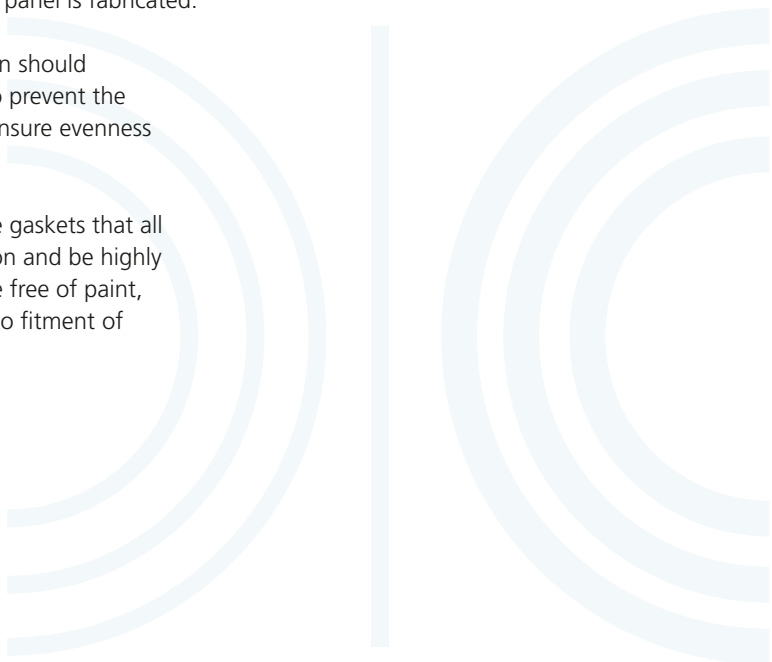 panel is fabricated.
n should
prevent the
nsure evenness
gaskets that all
on and be highly
free of paint,
o fitment of